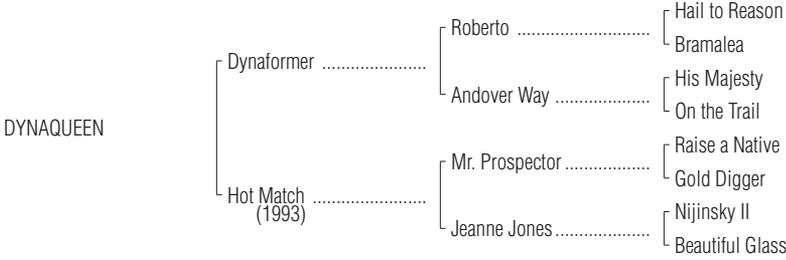 Hail to Reason
Roberto ............................
Bramalea
Dynaformer ......................
His Majesty
Andover Way ....................
On the Trail
DYNAQUEEN
Raise a Native
Mr. Prospector ..................
Gold Digger
Hot Match ........................
(1993)
Nijinsky II
Jeanne Jones....................
Beautiful Glass